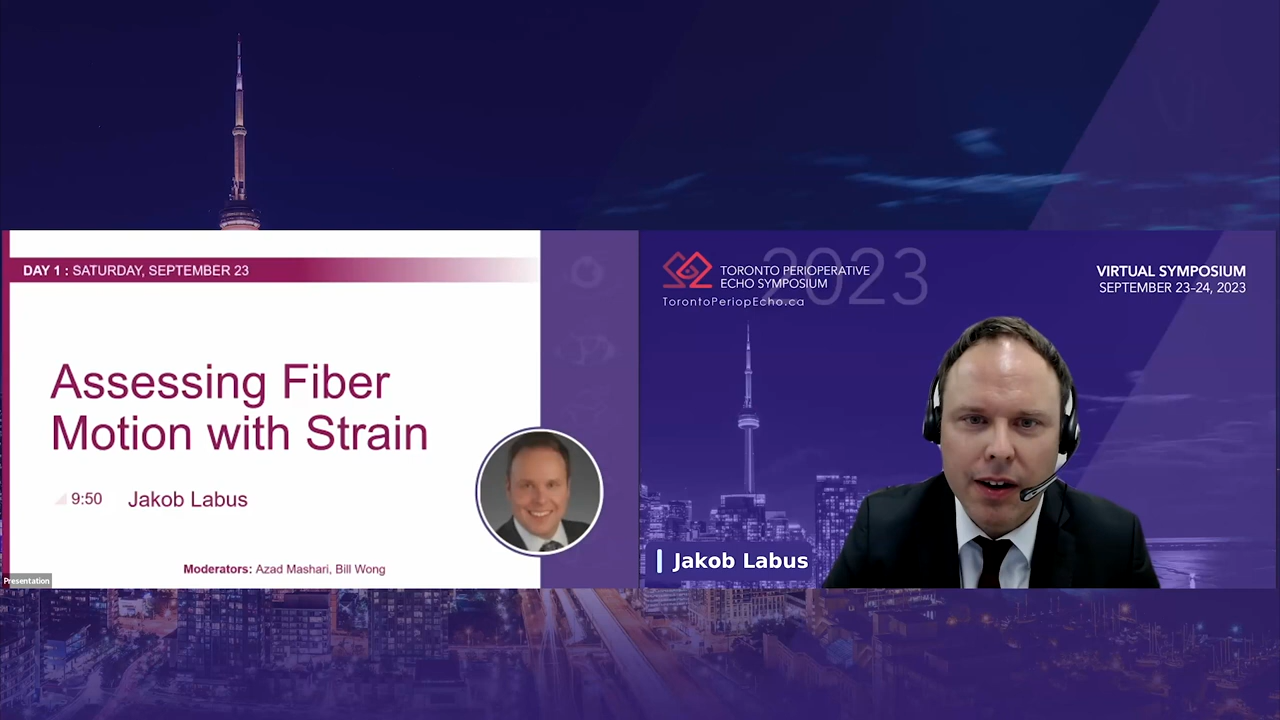 DAY 1 : SATURDAY, SEPTEMBER 23
Assessing Fiber
Motion with Strain
9:50 Jakob Labus
Moderators: Azad Mashari, Bill Wong
Presentation
2023
TORONTO PERIOPERATIVE
ECHO SYMPOSIUM
TorontoPeriopEcho.ca
VIRTUAL SYMPOSIUM
SEPTEMBER 23-24, 2023
Jakob Labus